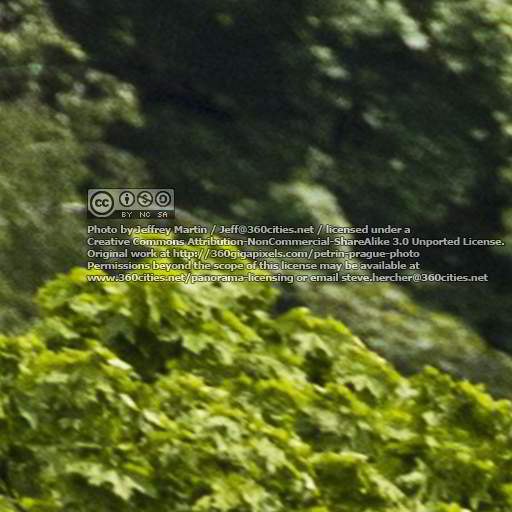 cc
BY NC SA
Photo by Jeffrey Martin / Jeff@360cities.net / licensed under a
Creative Commons Attribution-NonCommercial-ShareAlike 3.0 Unported License.
Original work at http://360gigapixels.com/petrin-prague-photo
Permissions beyond the scope of this license may be available at
www.360cities.net/panorama-licensing or email steve.hercher@360cities.net